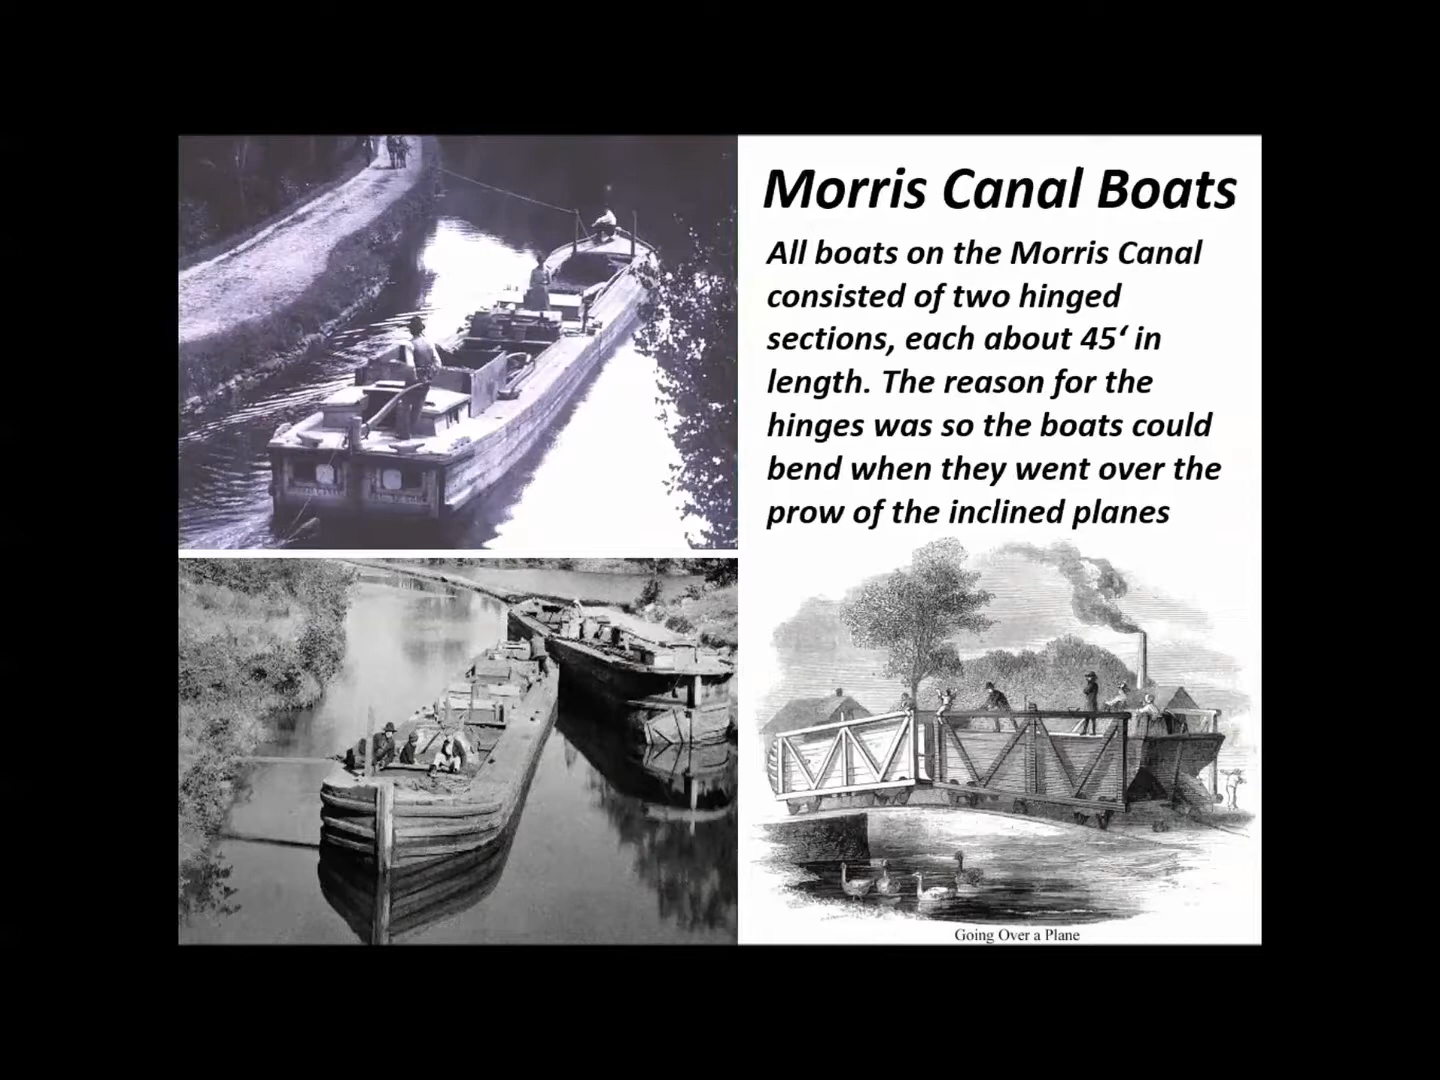 Morris Canal Boats
All boats on the Morris Canal
consisted of two hinged
sections, each about 45‘ in
length. The reason for the
hinges was so the boats could
bend when they went over the
prow of the inclined planes
Going Over a Plane